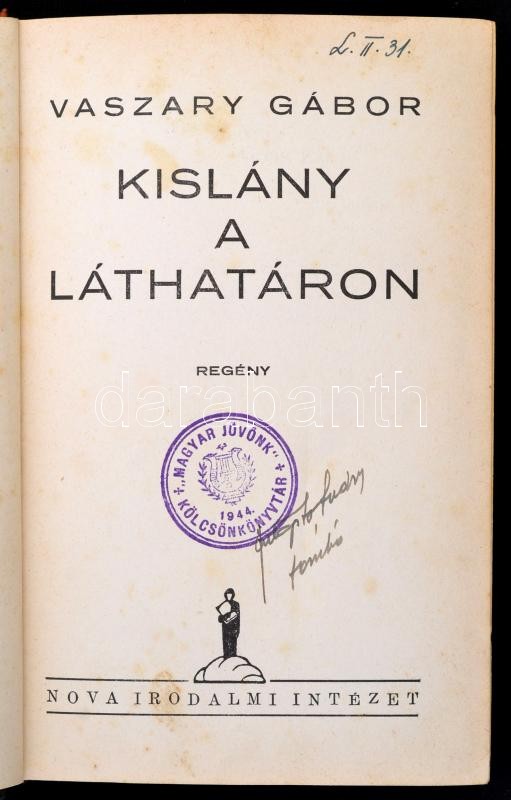 L. II. 31.
VASZARY GÁBOR
KISLÁNY
A
LÁTHATÁRON
REGÉNY
darabanth
+ „MAGYAR JÖVŐNK" +
1944.
KÖLCSÖNKÖNYVTÁR
NOVA IRODALMI INTÉZET